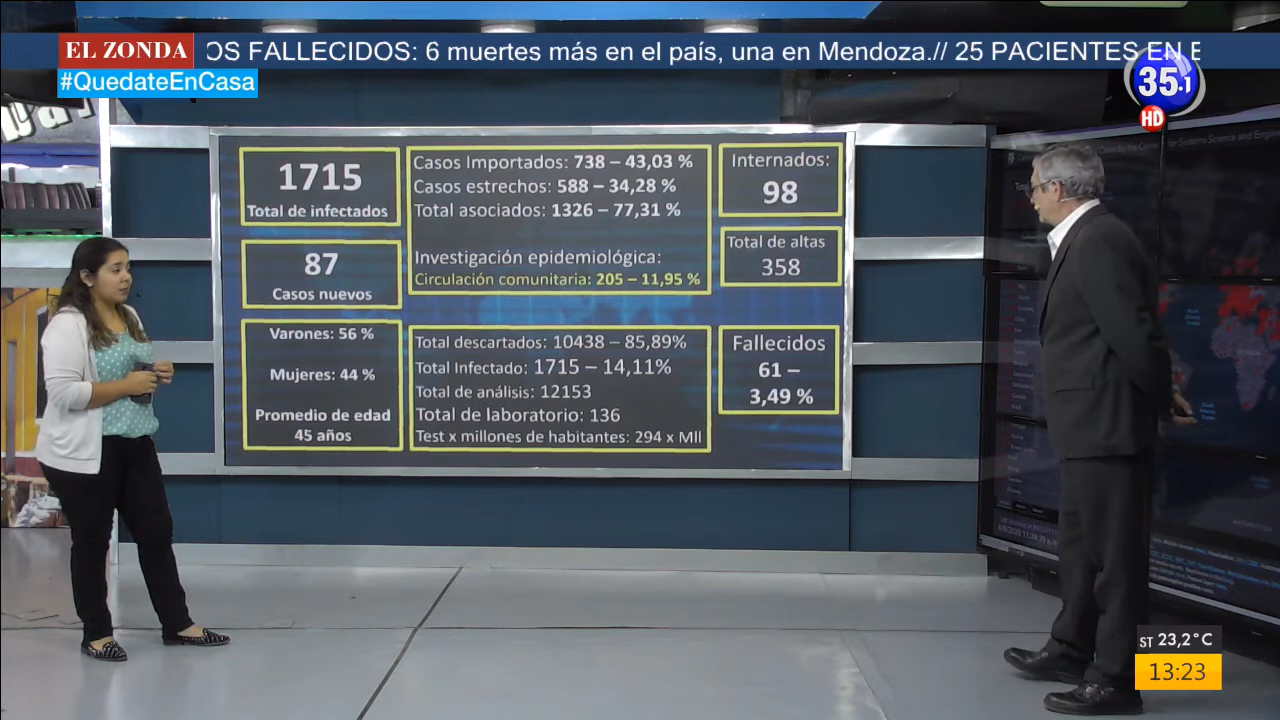 EL ZONDA
OS FALLECIDOS: 6 muertes más en el país, una en Mendoza.// 25 PACIENTES EN E
#QuedateEnCasa
35.1
HD
1715
Total de infectados
87
Casos nuevos
Varones: 56 %
Mujeres: 44 %
Promedio de edad
45 años
Casos Importados: 738 – 43,03 %
Casos estrechos: 588 – 34,28 %
Total asociados: 1326 – 77,31 %
Investigación epidemiológica:
Circulación comunitaria: 205 – 11,95 %
Total descartados: 10438 – 85,89%
Total Infectado: 1715 – 14,11%
Total de análisis: 12153
Total de laboratorio: 136
Test x millones de habitantes: 294 x Mll
Internados:
98
Total de altas
358
Fallecidos
61 –
3,49 %
ST 23,2°C
13:23